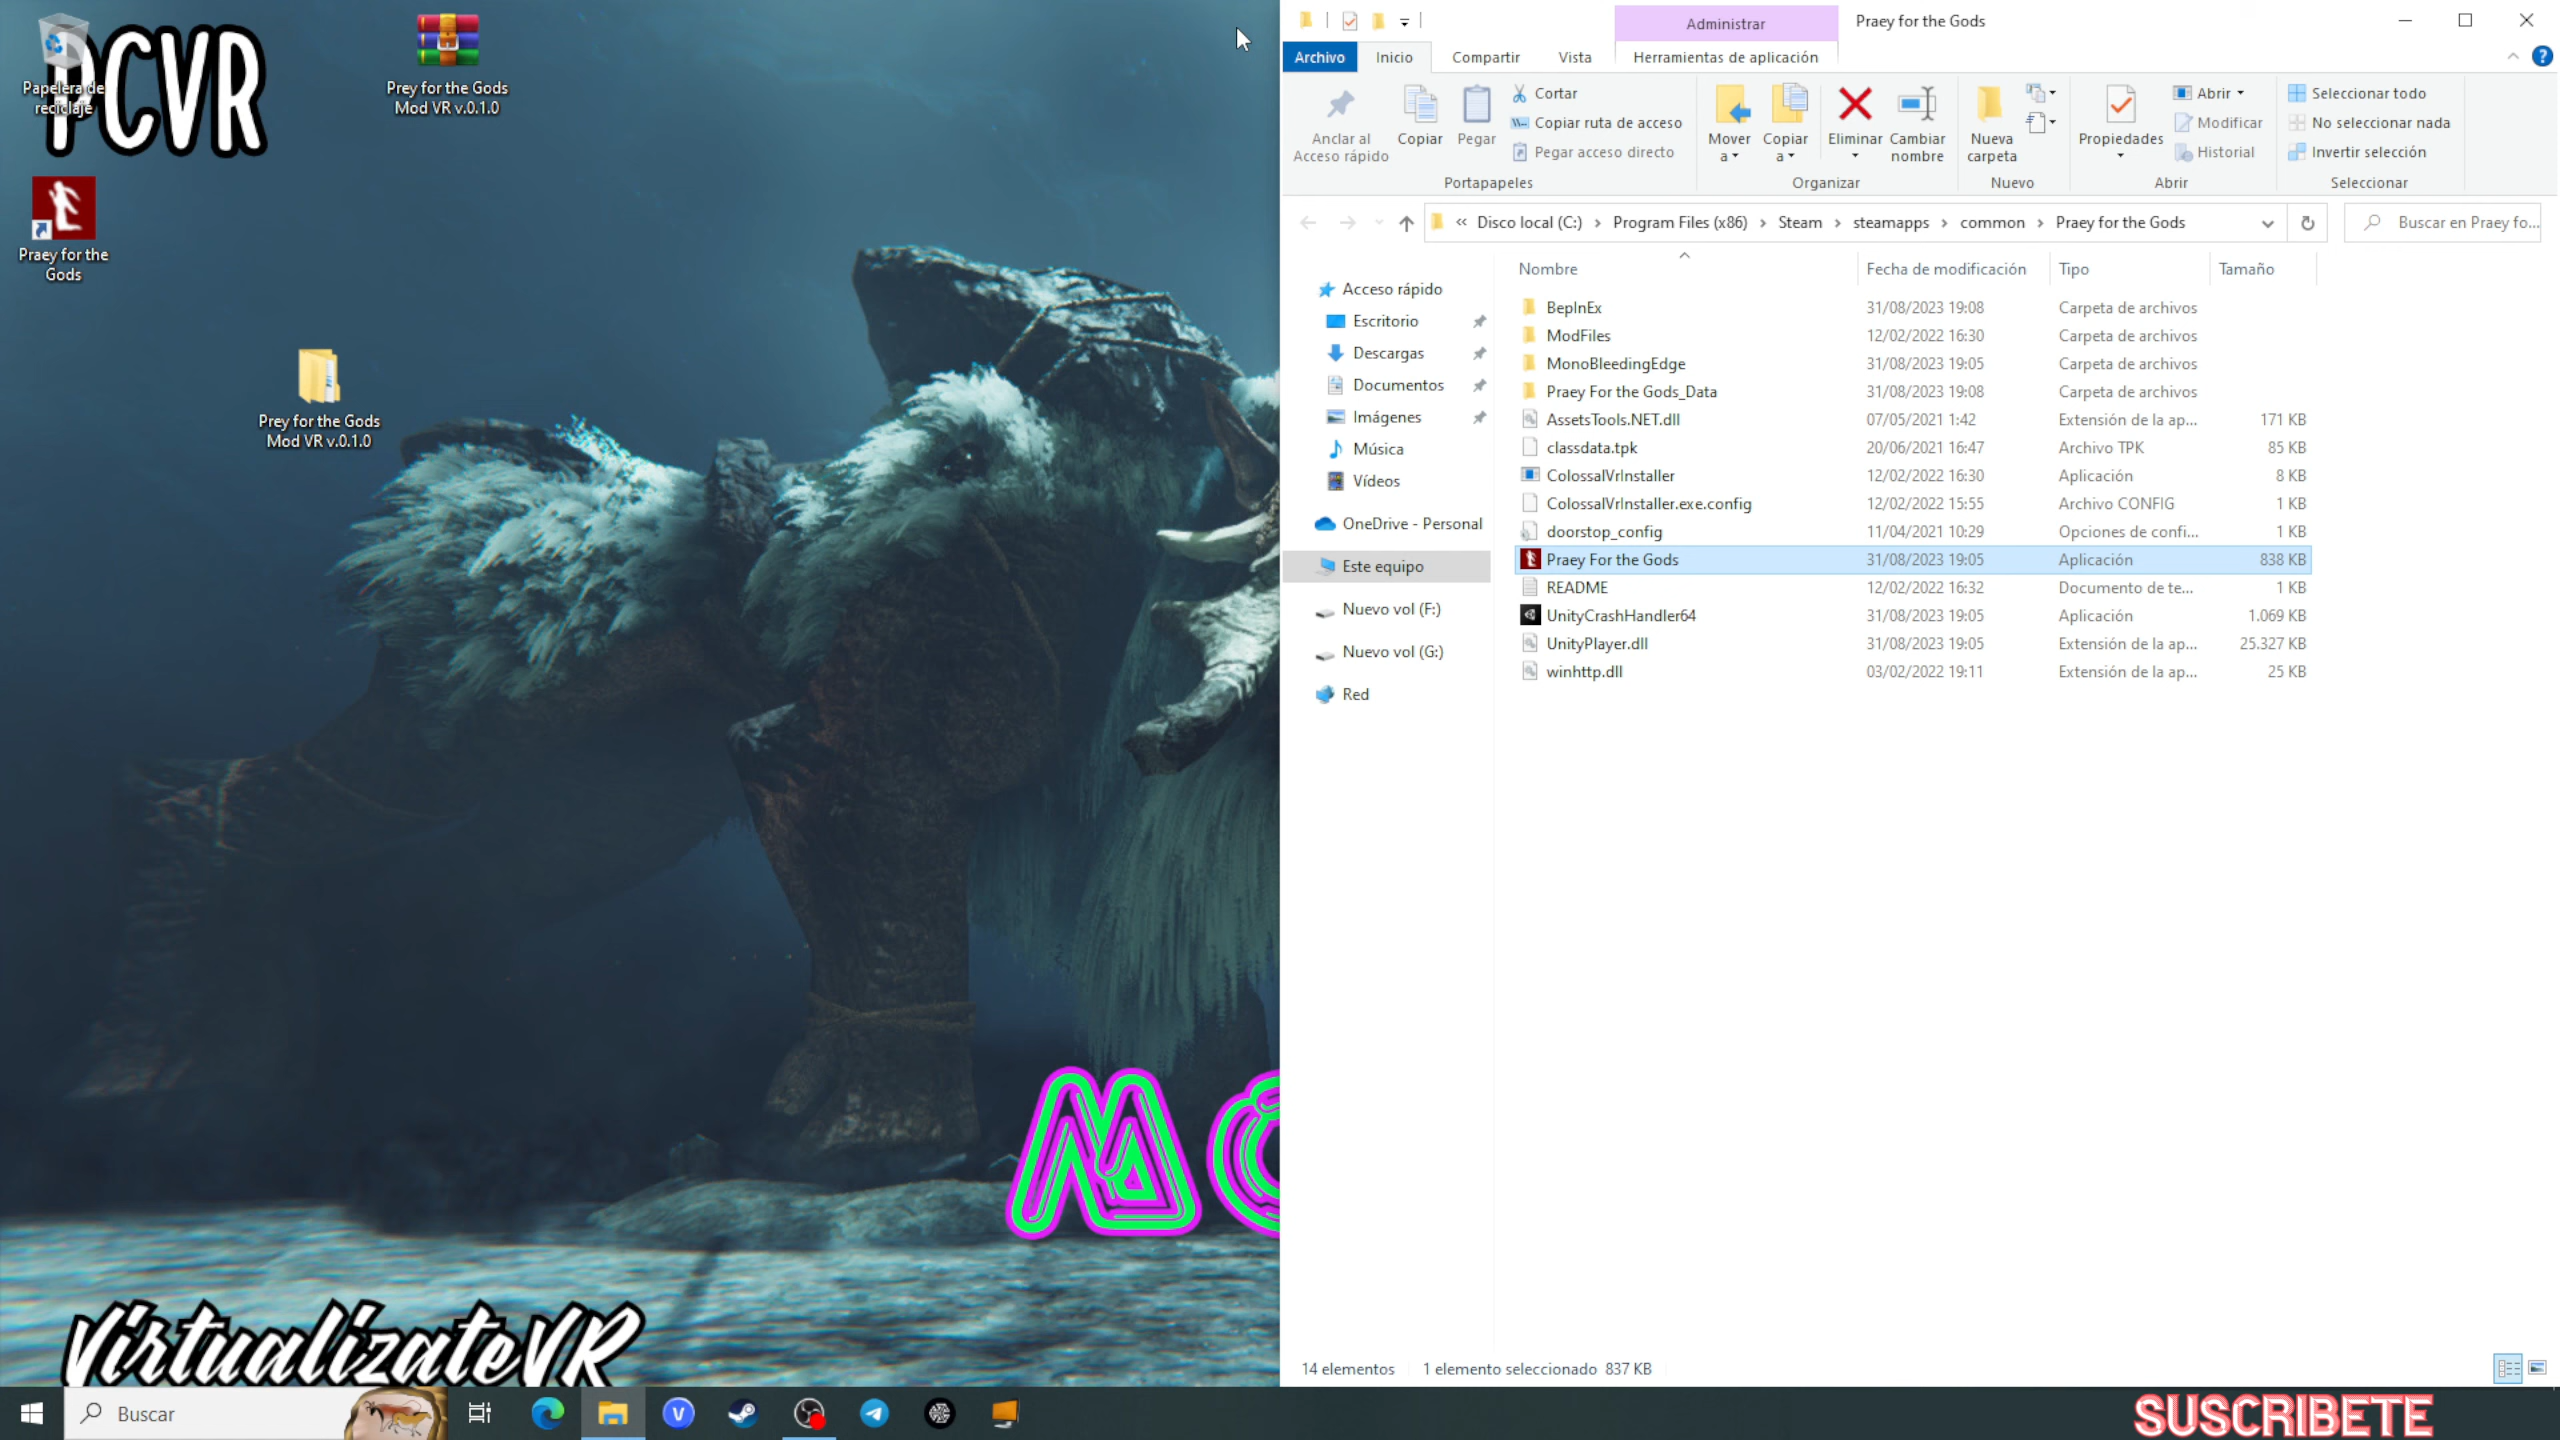 PCVR
Papelera de
reciclaje
Prey for the Gods
Mod VR v.0.1.0
Praey for the
Gods
Prey for the Gods
Mod VR v.0.1.0
VirtualizateVR
Administrar
Praey for the Gods
Archivo
Inicio
Compartir
Vista
Herramientas de aplicación
Anclar al
Acceso rápido
Copiar
Pegar
Cortar
Copiar ruta de acceso
Pegar acceso directo
Portapapeles
Mover
a
Copiar
a
Eliminar
Cambiar
nombre
Organizar
Nueva
carpeta
Nuevo
Propiedades
Abrir
Modificar
Historial
Abrir
Seleccionar todo
No seleccionar nada
Invertir selección
Seleccionar
« Disco local (C:) › Program Files (x86) › Steam › steamapps › common › Praey for the Gods
Buscar en Praey fo...
Nombre Fecha de modificación Tipo Tamaño
Acceso rápido
Escritorio
Descargas
Documentos
Imágenes
Música
Vídeos
OneDrive - Personal
Este equipo
Nuevo vol (F:)
Nuevo vol (G:)
Red
BepInEx 31/08/2023 19:08 Carpeta de archivos
ModFiles 12/02/2022 16:30 Carpeta de archivos
MonoBleedingEdge 31/08/2023 19:05 Carpeta de archivos
Praey For the Gods_Data 31/08/2023 19:08 Carpeta de archivos
AssetsTools.NET.dll 07/05/2021 1:42 Extensión de la ap... 171 KB
classdata.tpk 20/06/2021 16:47 Archivo TPK 85 KB
ColossalVrInstaller 12/02/2022 16:30 Aplicación 8 KB
ColossalVrInstaller.exe.config 12/02/2022 15:55 Archivo CONFIG 1 KB
doorstop_config 11/04/2021 10:29 Opciones de confi... 1 KB
Praey For the Gods 31/08/2023 19:05 Aplicación 838 KB
README 12/02/2022 16:32 Documento de te... 1 KB
UnityCrashHandler64 31/08/2023 19:05 Aplicación 1.069 KB
UnityPlayer.dll 31/08/2023 19:05 Extensión de la ap... 25.327 KB
winhttp.dll 03/02/2022 19:11 Extensión de la ap... 25 KB
14 elementos 1 elemento seleccionado 837 KB
Buscar
SUSCRIBETE